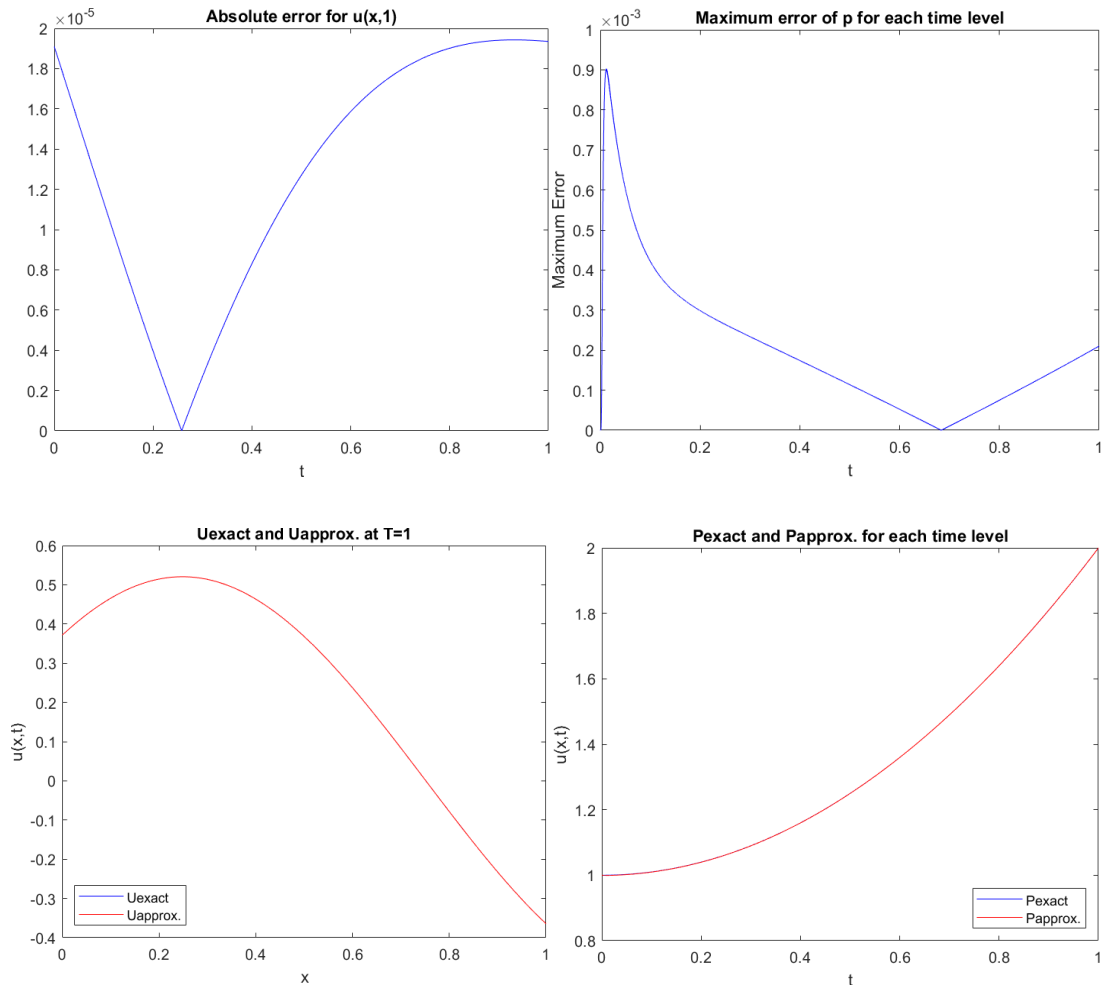 Absolute error for u(x,1)
×10-5
2
1.8
1.6
1.4
1.2
1
0.8
0.6
0.4
0.2
0
0 0.2 0.4 0.6 0.8 1
t
Maximum error of p for each time level
×10-3
1
0.9
0.8
0.7
0.6
0.5
0.4
0.3
0.2
0.1
0
Maximum Error
0 0.2 0.4 0.6 0.8 1
t
Uexact and Uapprox. at T=1
0.6
0.5
0.4
0.3
0.2
0.1
0
-0.1
-0.2
-0.3
-0.4
u(x,t)
Uexact
Uapprox.
0 0.2 0.4 0.6 0.8 1
x
Pexact and Papprox. for each time level
2
1.8
1.6
1.4
1.2
1
0.8
u(x,t)
Pexact
Papprox.
0 0.2 0.4 0.6 0.8 1
t